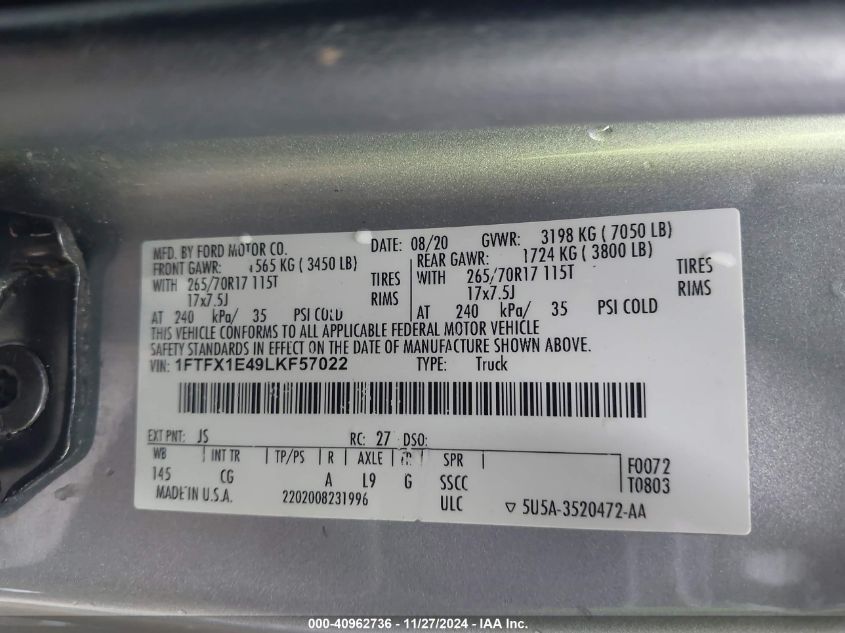 MFD. BY FORD MOTOR CO. DATE: 08/20 GVWR: 3198 KG ( 7050 LB)
FRONT GAWR: 1565 KG ( 3450 LB) REAR GAWR: 1724 KG ( 3800 LB)
WITH 265/70R17 115T TIRES WITH 265/70R17 115T TIRES
17x7.5J RIMS 17x7.5J RIMS
AT 240 kPa/ 35 PSI COLD AT 240 kPa/ 35 PSI COLD
THIS VEHICLE CONFORMS TO ALL APPLICABLE FEDERAL MOTOR VEHICLE
SAFETY STANDARDS IN EFFECT ON THE DATE OF MANUFACTURE SHOWN ABOVE.
VIN: 1FTFX1E49LKF57022 TYPE: Truck
EXT PNT: JS RC: 27 DSO:
WB INT TR TP/PS R AXLE TR SPR F0072
145 CG A L9 G SSCC T0803
MADE IN U.S.A. 2202008231996 ULC ▽ 5U5A-3520472-AA
000-40962736 - 11/27/2024 - IAA Inc.